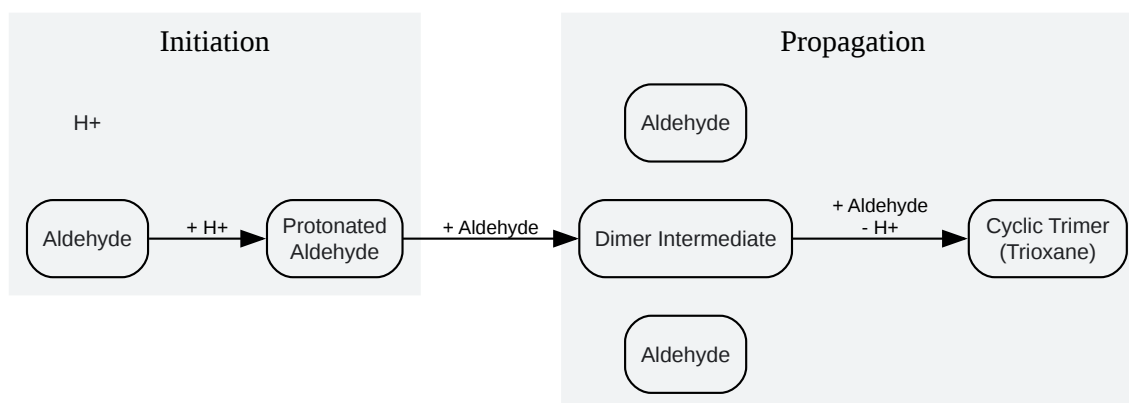 Initiation
H+
Aldehyde
+ H+
Protonated
Aldehyde
+ Aldehyde
Propagation
Aldehyde
Dimer Intermediate
+ Aldehyde
- H+
Cyclic Trimer
(Trioxane)
Aldehyde